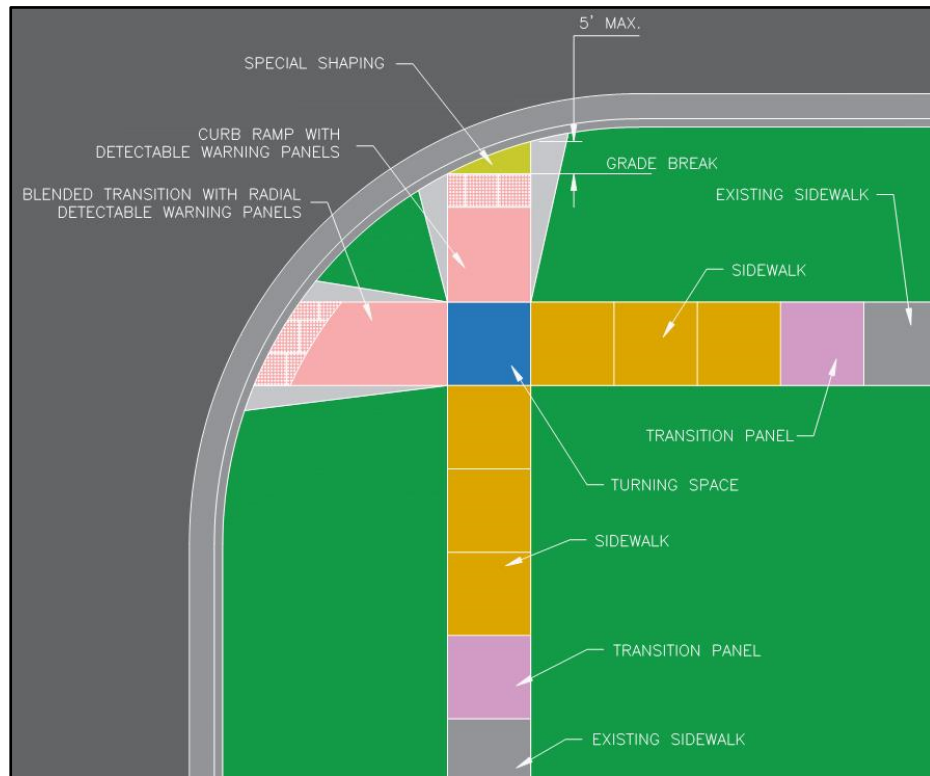 5' MAX.
SPECIAL SHAPING
CURB RAMP WITH
DETECTABLE WARNING PANELS
GRADE BREAK
BLENDED TRANSITION WITH RADIAL
DETECTABLE WARNING PANELS
EXISTING SIDEWALK
SIDEWALK
TRANSITION PANEL
TURNING SPACE
SIDEWALK
TRANSITION PANEL
EXISTING SIDEWALK